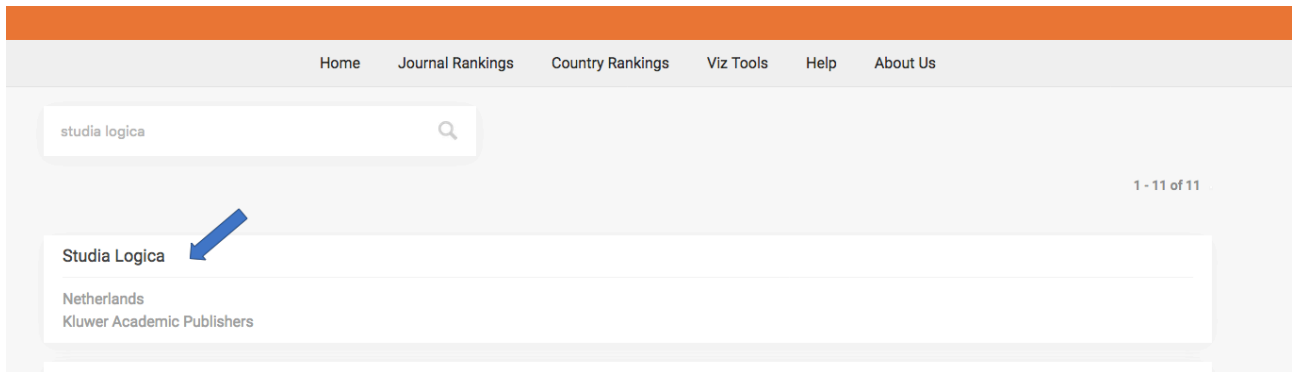 Home Journal Rankings Country Rankings Viz Tools Help About Us
studia logica
1 - 11 of 11
Studia Logica
Netherlands
Kluwer Academic Publishers